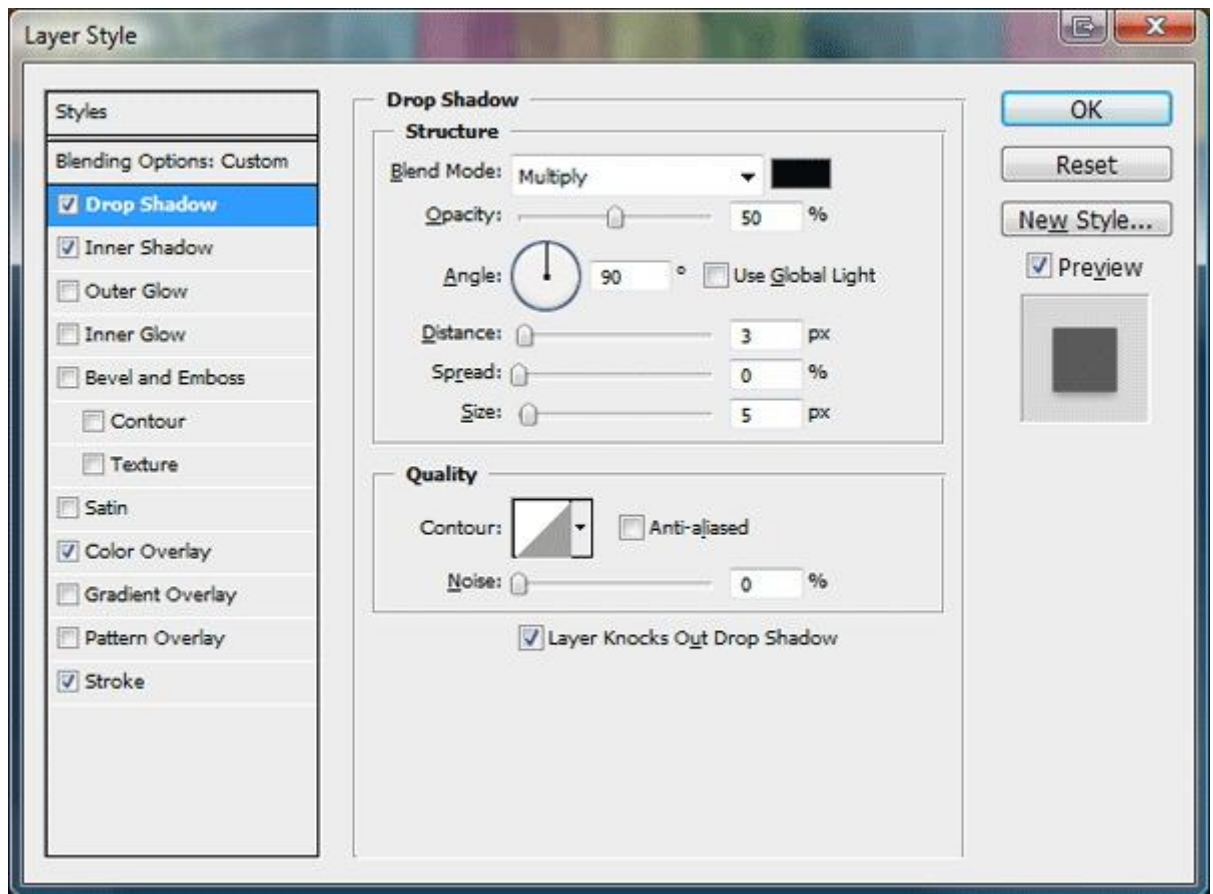 Layer Style
Styles
Blending Options: Custom
Drop Shadow
Inner Shadow
Outer Glow
Inner Glow
Bevel and Emboss
Contour
Texture
Satin
Color Overlay
Gradient Overlay
Pattern Overlay
Stroke
Drop Shadow
Structure
Blend Mode: Multiply
Opacity: 50 %
Angle: 90 ° Use Global Light
Distance: 3 px
Spread: 0 %
Size: 5 px
Quality
Contour: Anti-aliased
Noise: 0 %
Layer Knocks Out Drop Shadow
OK
Reset
New Style...
Preview